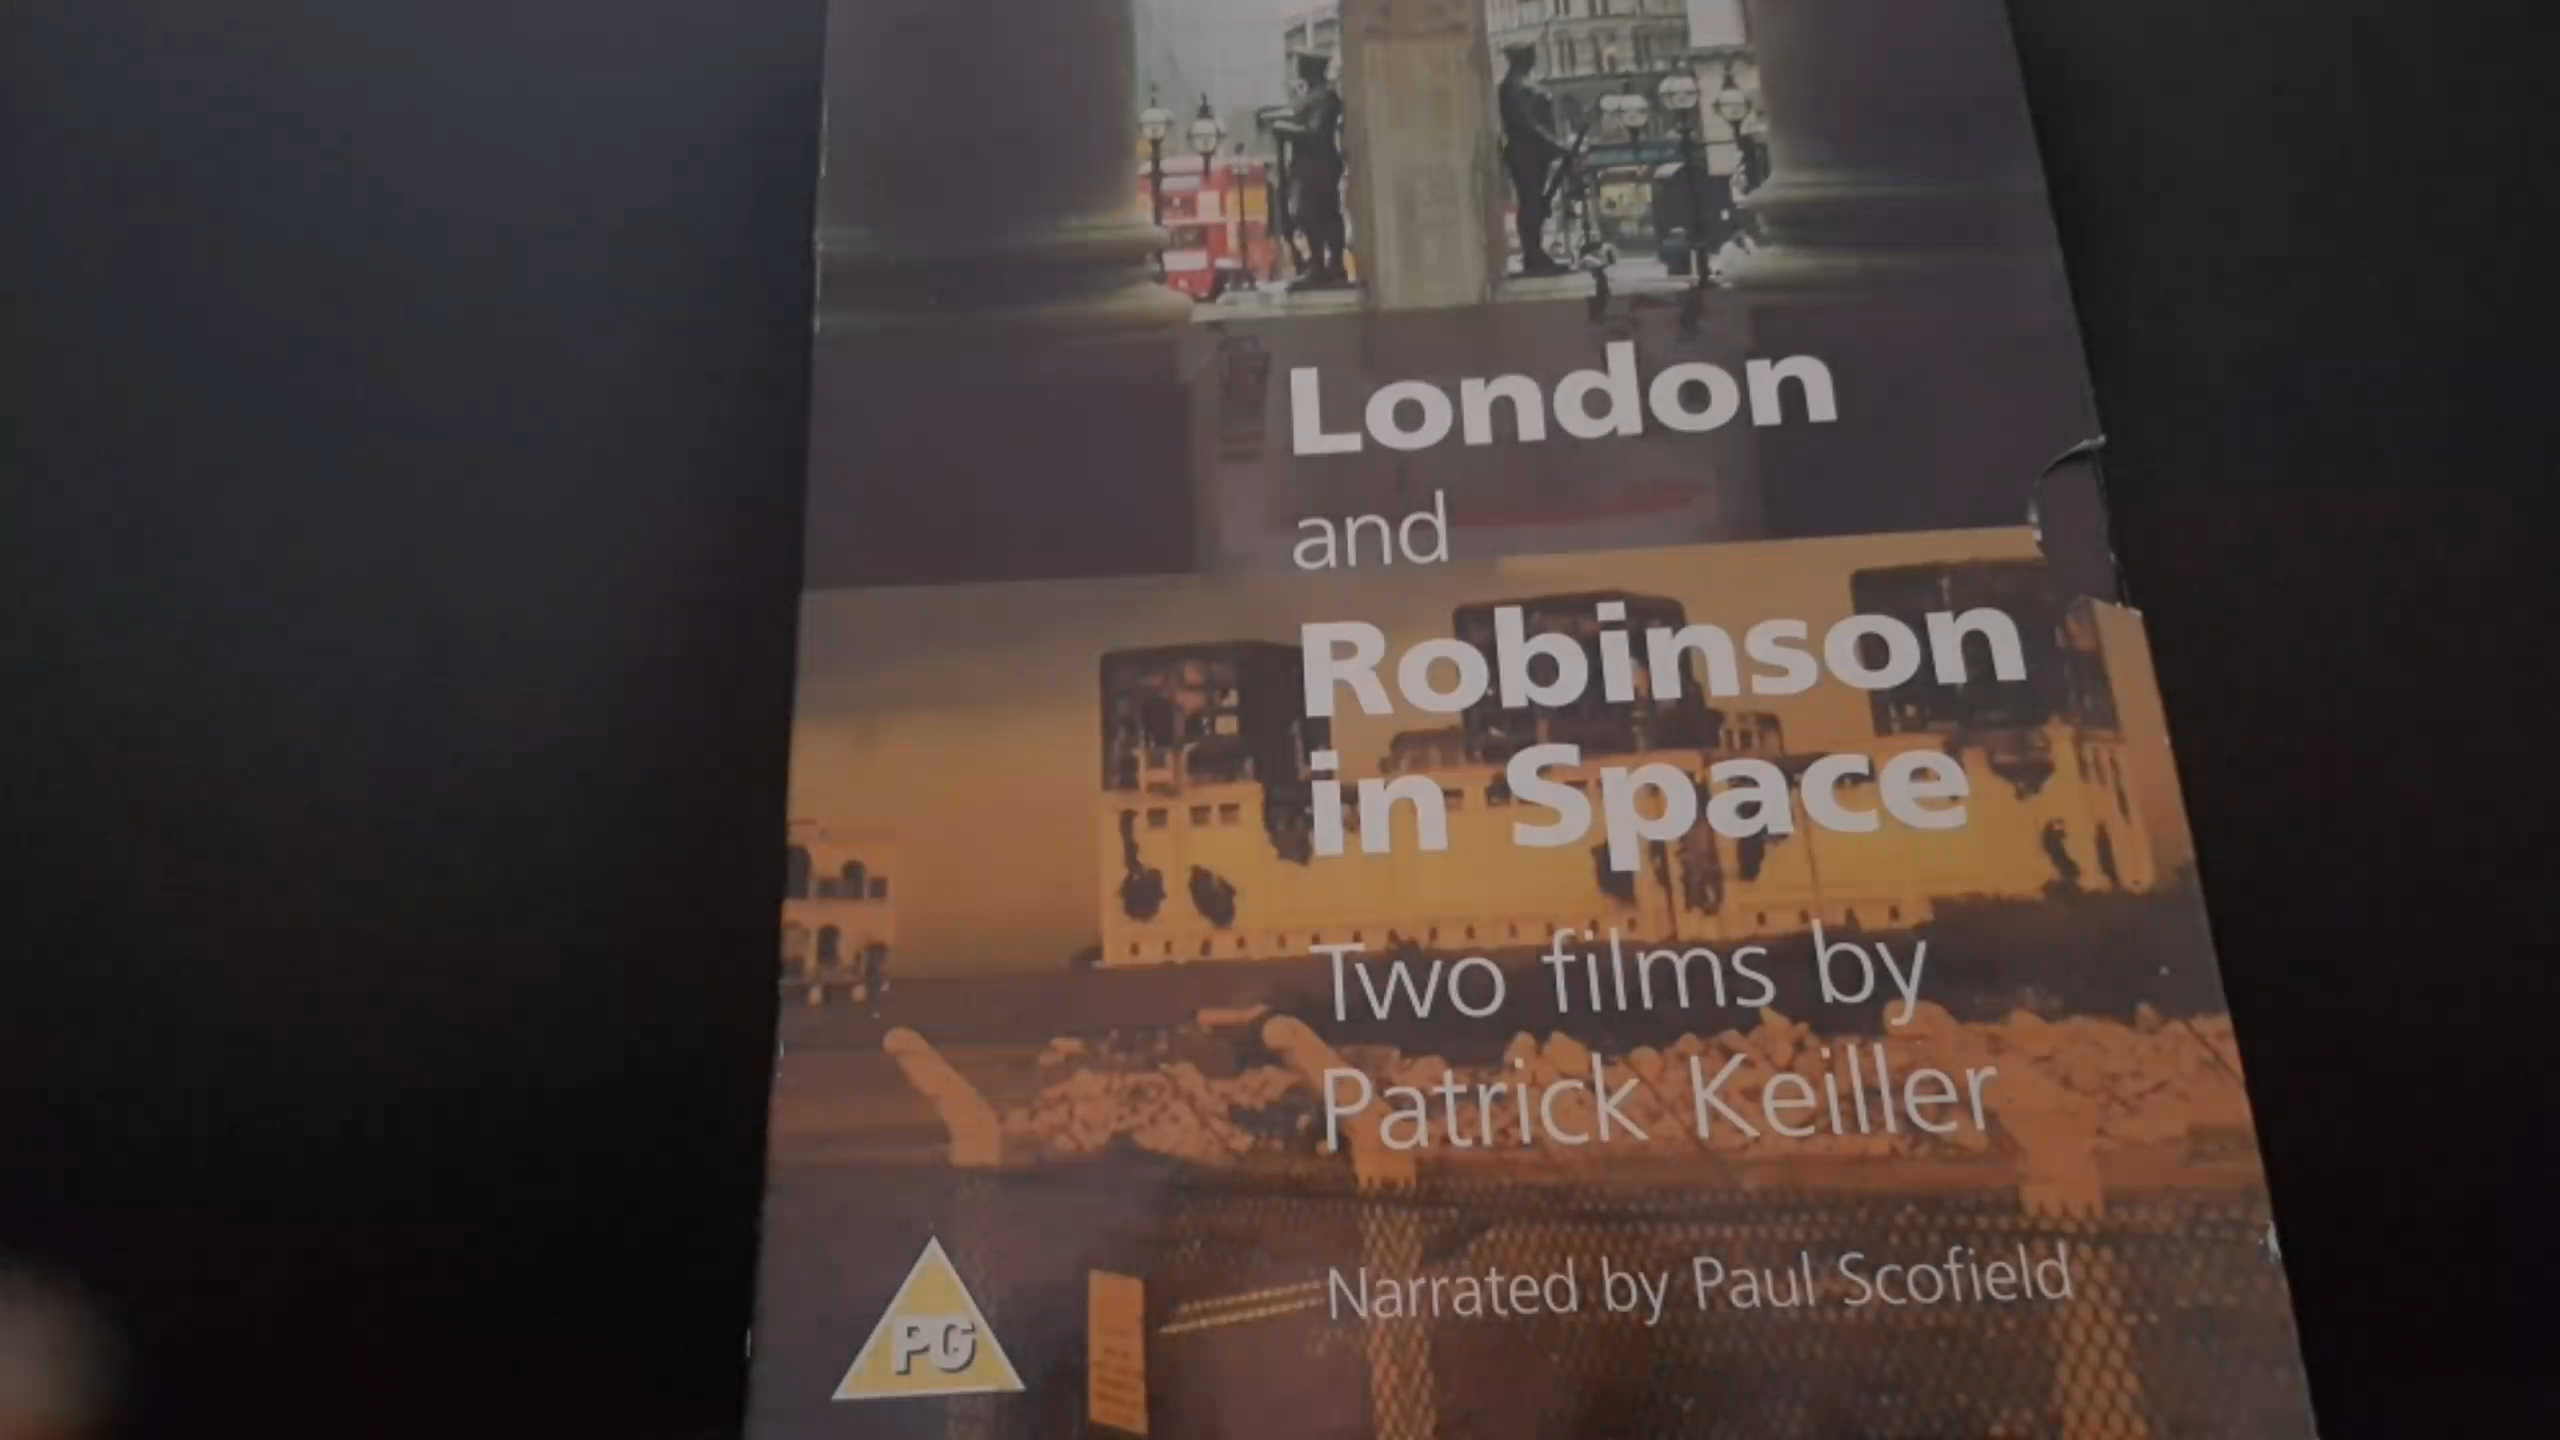 London
and
Robinson
in Space
Two films by
Patrick Keiller
Narrated by Paul Scofield
PG